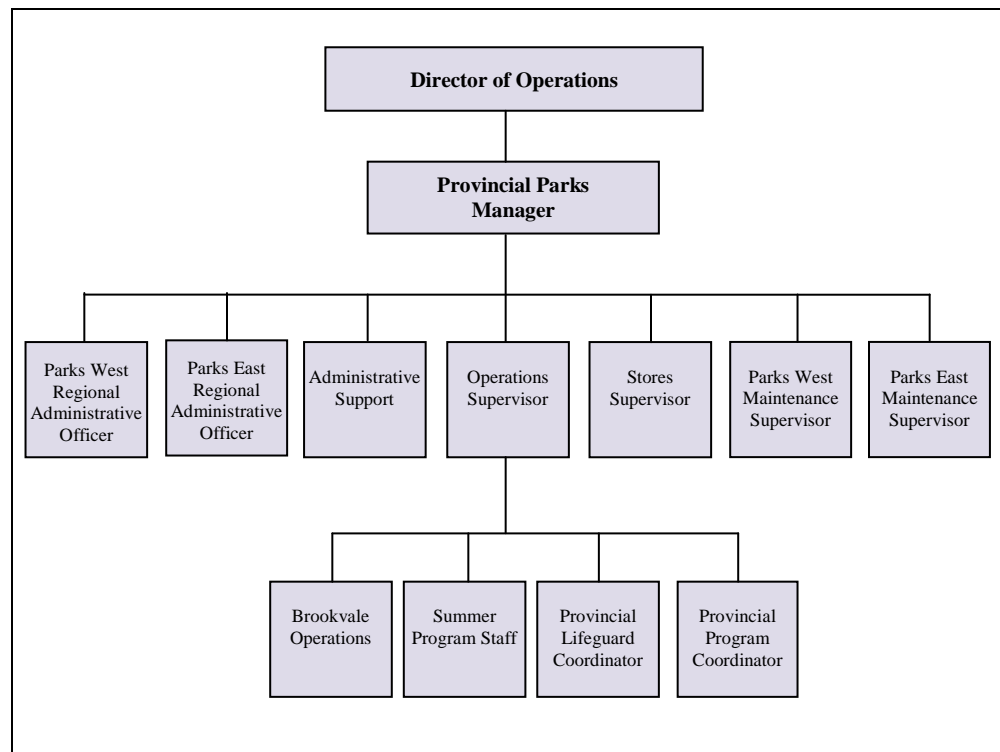 Director of Operations
Provincial Parks
Manager
Parks West
Regional
Administrative
Officer
Parks East
Regional
Administrative
Officer
Administrative
Support
Operations
Supervisor
Stores
Supervisor
Parks West
Maintenance
Supervisor
Parks East
Maintenance
Supervisor
Brookvale
Operations
Summer
Program Staff
Provincial
Lifeguard
Coordinator
Provincial
Program
Coordinator